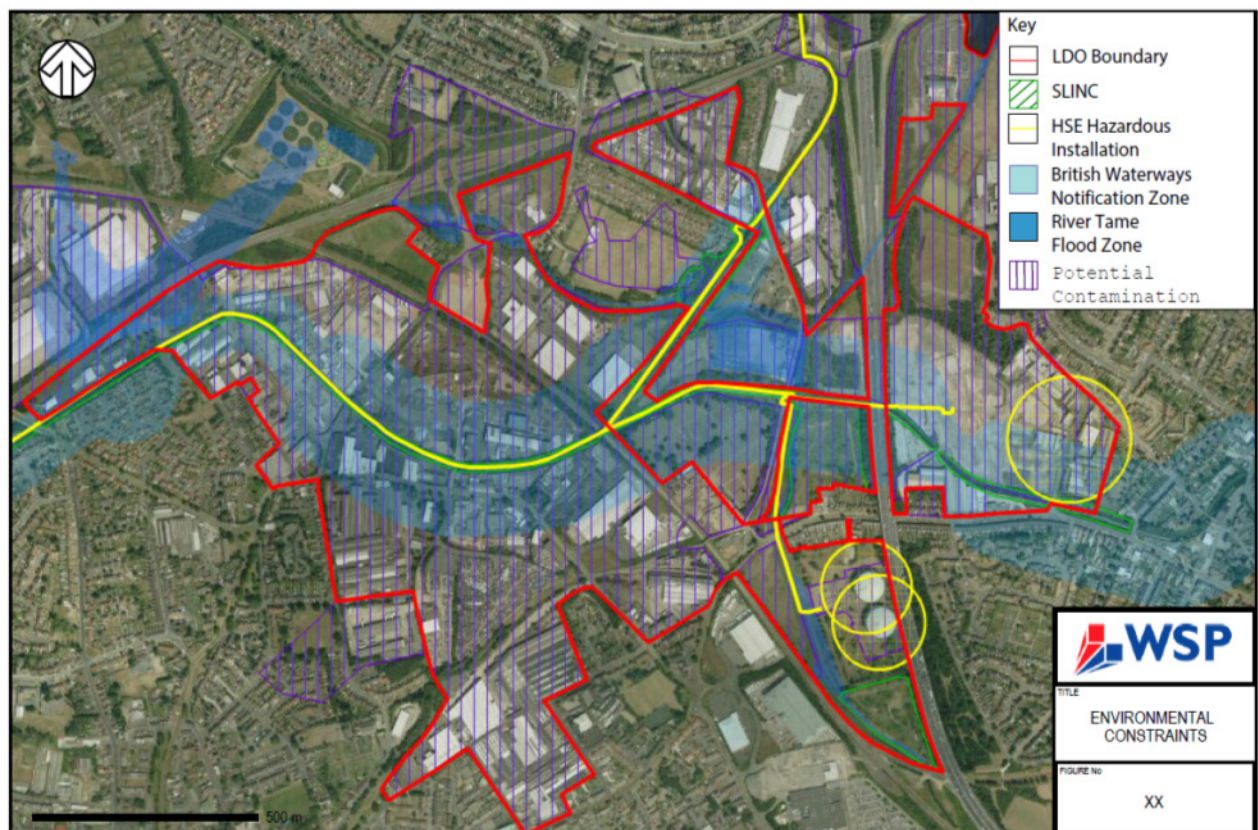 Key
LDO Boundary
SLINC
HSE Hazardous
Installation
British Waterways
Notification Zone
River Tame
Flood Zone
Potential
Contamination
500 m
WSP
TITLE
ENVIRONMENTAL
CONSTRAINTS
FIGURE No
XX